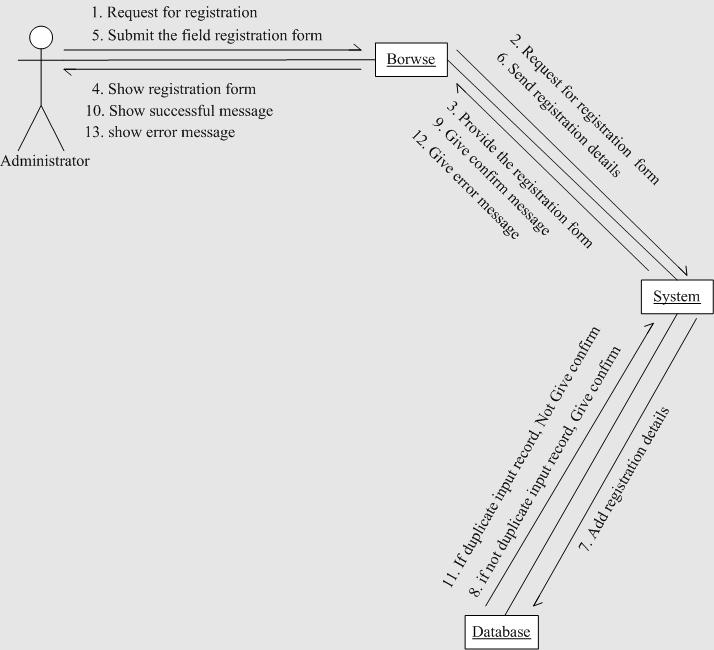 1. Request for registration
5. Submit the field registration form
Borwse
4. Show registration form
10. Show successful message
13. show error message
Administrator
2. Request for registration form
6. Send registration details
3. Provide the registration form
9. Give confirm message
12. Give error message
System
11. If duplicate input record, Not Give confirm
8. if not duplicate input record, Give confirm
7. Add registration details
Database